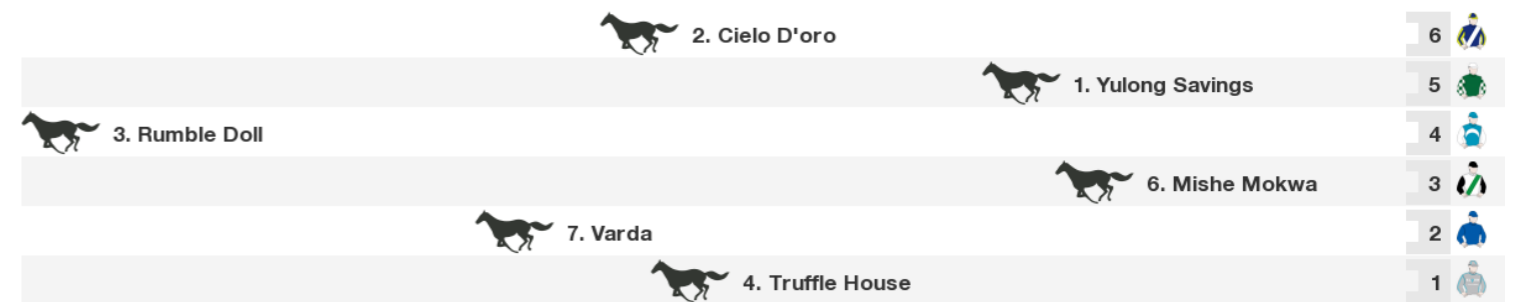 2. Cielo D'oro 6
1. Yulong Savings 5
3. Rumble Doll 4
6. Mishe Mokwa 3
7. Varda 2
4. Truffle House 1